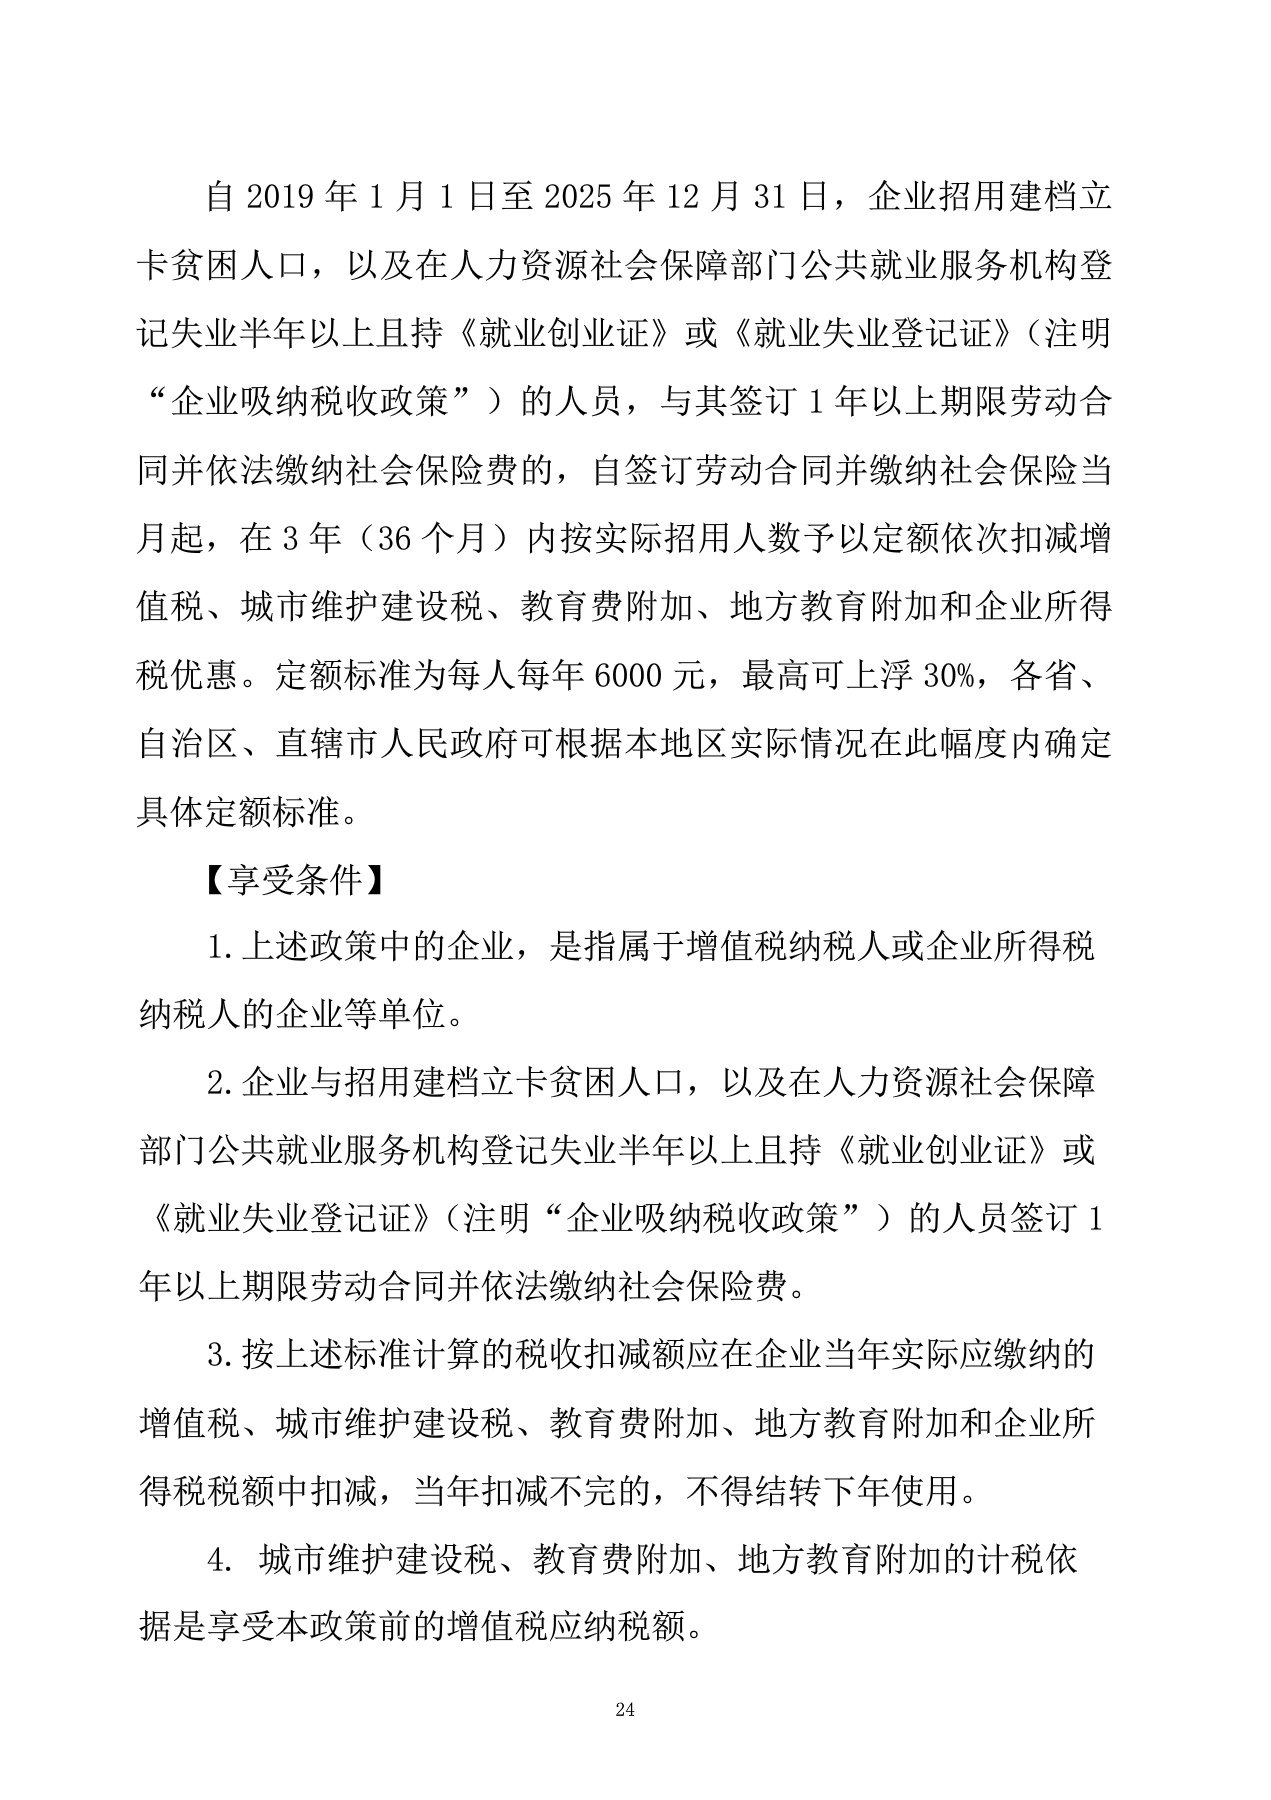 自 2019 年 1 月 1 日至 2025 年 12 月 31 日，企业招用建档立
卡贫困人口，以及在人力资源社会保障部门公共就业服务机构登
记失业半年以上且持《就业创业证》或《就业失业登记证》（注明
“企业吸纳税收政策”）的人员，与其签订 1 年以上期限劳动合
同并依法缴纳社会保险费的，自签订劳动合同并缴纳社会保险当
月起，在 3 年（36 个月）内按实际招用人数予以定额依次扣减增
值税、城市维护建设税、教育费附加、地方教育附加和企业所得
税优惠。定额标准为每人每年 6000 元，最高可上浮 30%，各省、
自治区、直辖市人民政府可根据本地区实际情况在此幅度内确定
具体定额标准。
【享受条件】
1.上述政策中的企业，是指属于增值税纳税人或企业所得税
纳税人的企业等单位。
2.企业与招用建档立卡贫困人口，以及在人力资源社会保障
部门公共就业服务机构登记失业半年以上且持《就业创业证》或
《就业失业登记证》（注明“企业吸纳税收政策”）的人员签订 1
年以上期限劳动合同并依法缴纳社会保险费。
3.按上述标准计算的税收扣减额应在企业当年实际应缴纳的
增值税、城市维护建设税、教育费附加、地方教育附加和企业所
得税税额中扣减，当年扣减不完的，不得结转下年使用。
4. 城市维护建设税、教育费附加、地方教育附加的计税依
据是享受本政策前的增值税应纳税额。
24